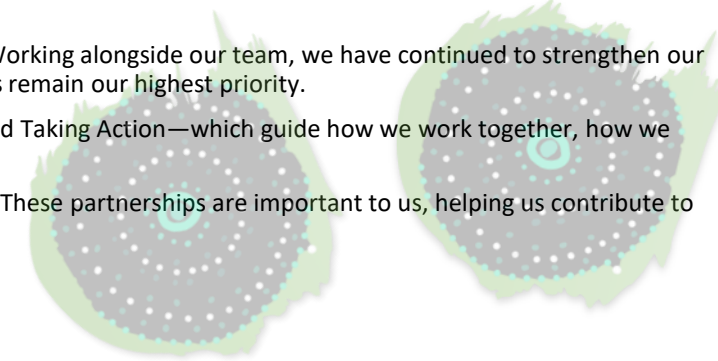 Working alongside our team, we have continued to strengthen our
s remain our highest priority.
d Taking Action—which guide how we work together, how we
These partnerships are important to us, helping us contribute to